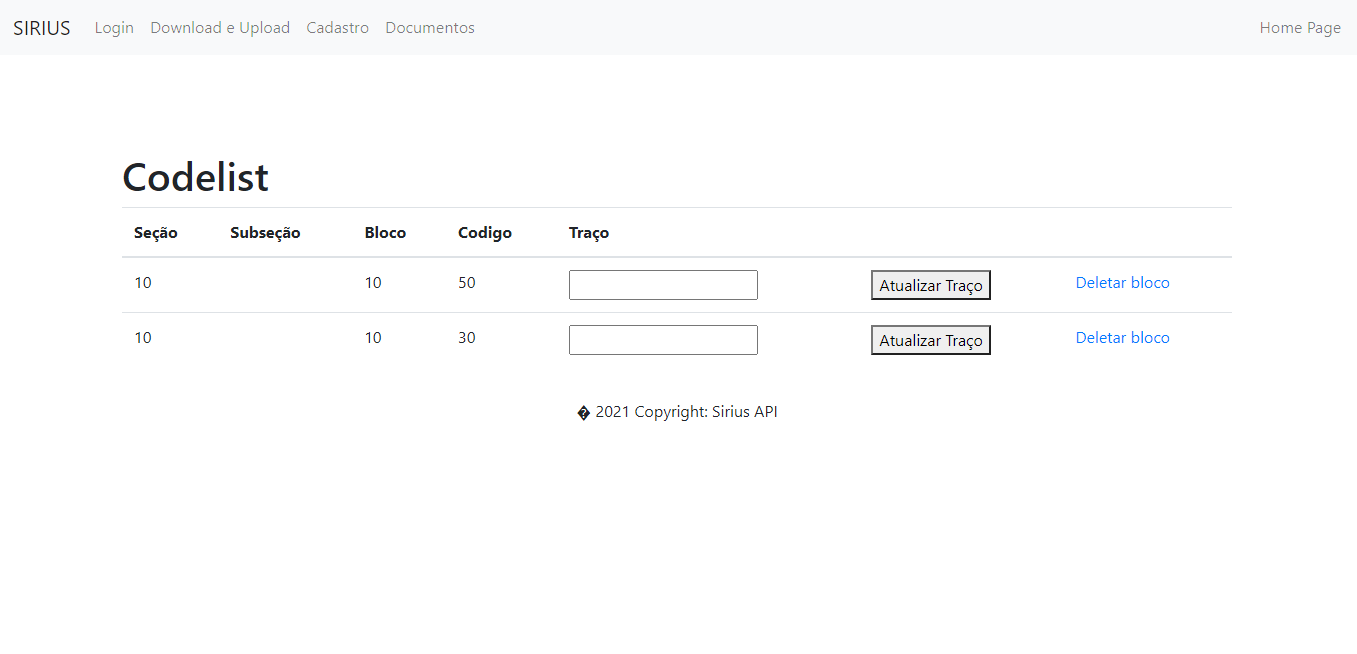 SIRIUS Login Download e Upload Cadastro Documentos Home Page
Codelist
Seção Subseção Bloco Codigo Traço
10 10 50 Atualizar Traço Deletar bloco
10 10 30 Atualizar Traço Deletar bloco
� 2021 Copyright: Sirius API